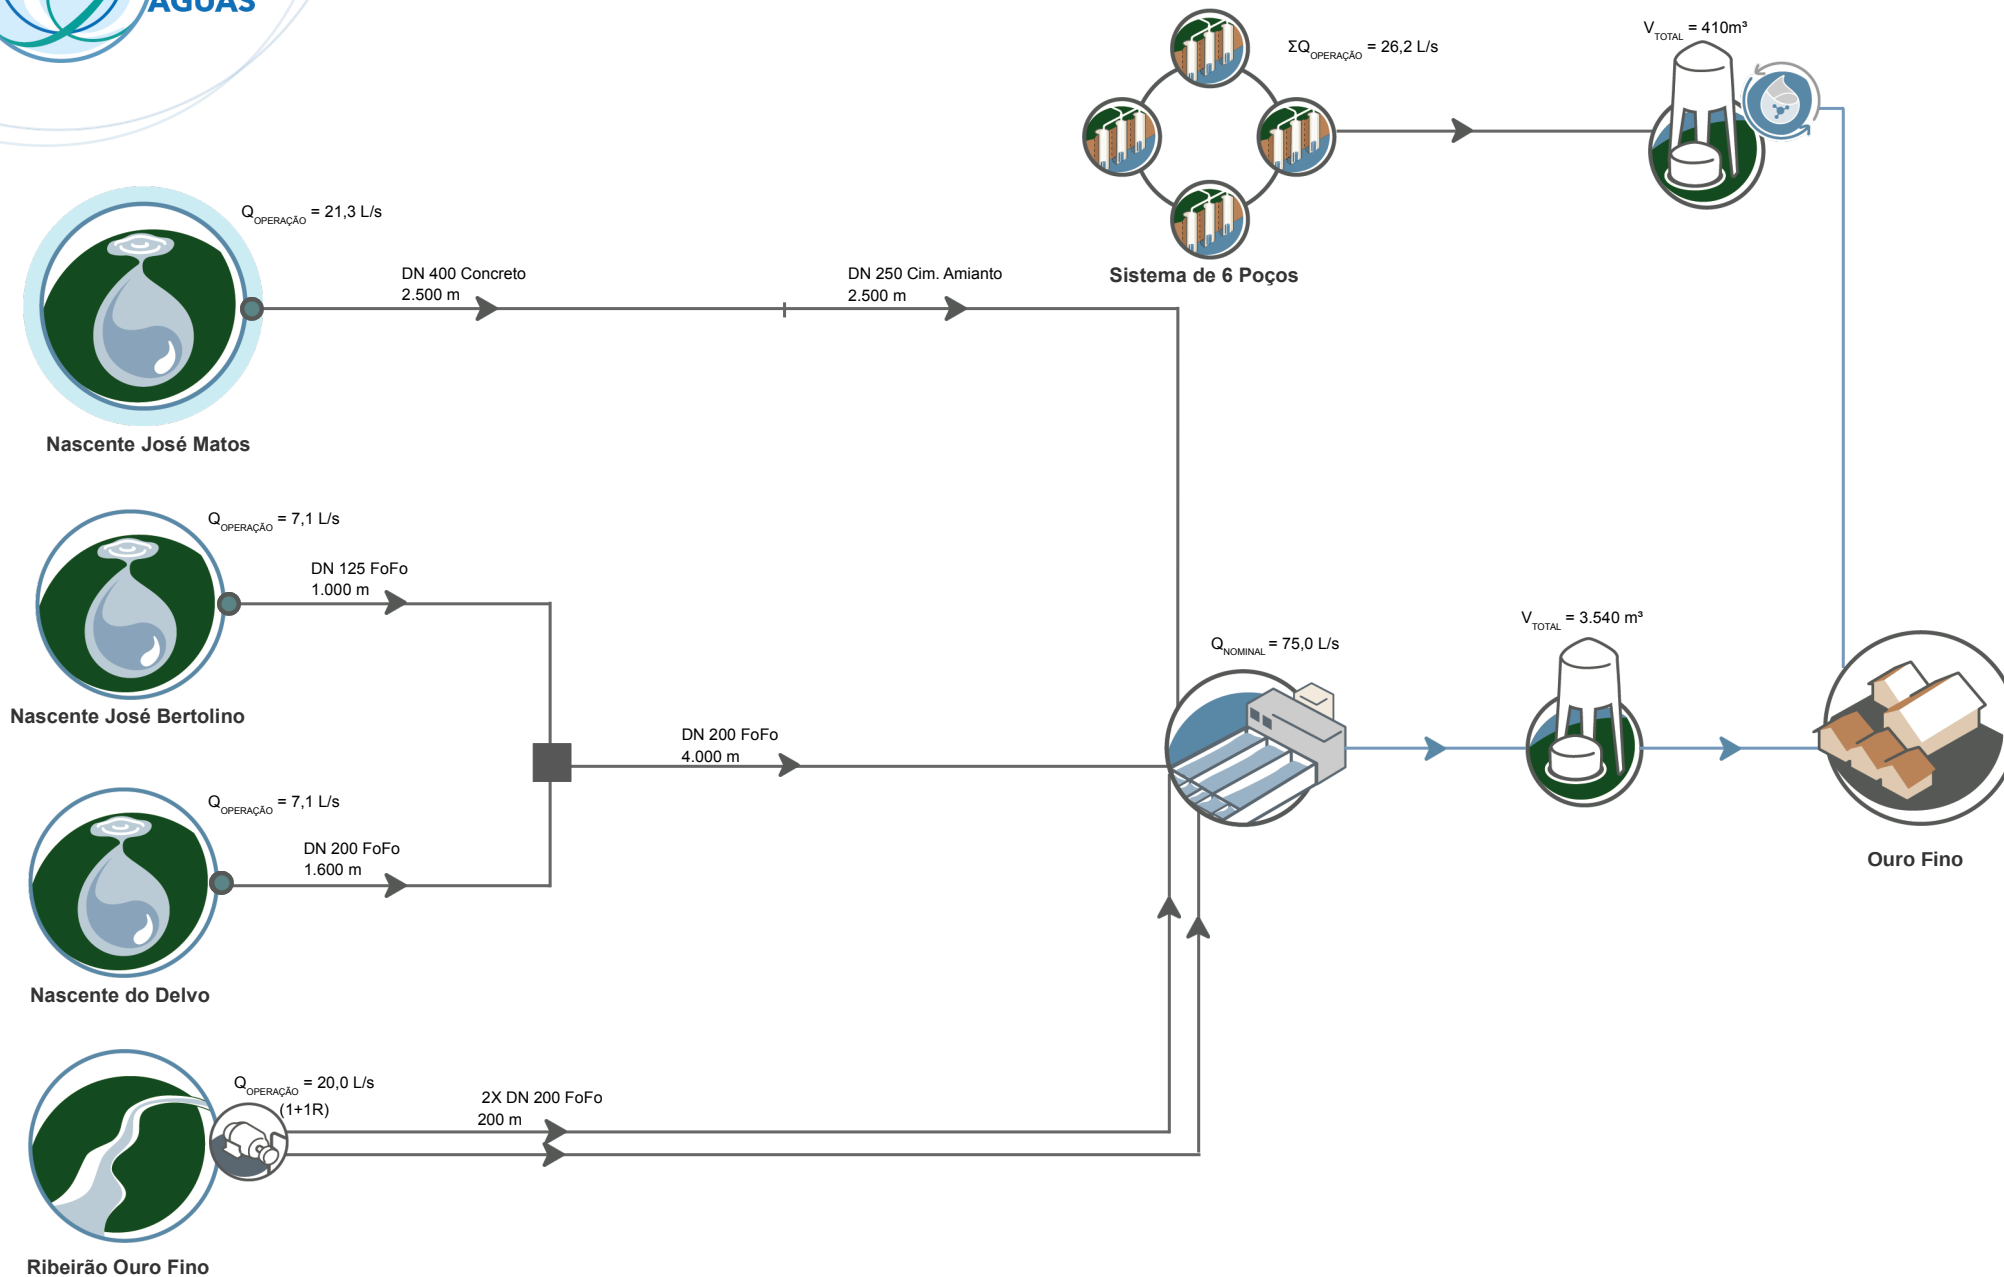 ÁGUAS
ΣQOPERAÇÃO = 26,2 L/s
VTOTAL = 410m³
Sistema de 6 Poços
QOPERAÇÃO = 21,3 L/s
DN 400 Concreto
2.500 m
DN 250 Cim. Amianto
2.500 m
Nascente José Matos
QOPERAÇÃO = 7,1 L/s
DN 125 FoFo
1.000 m
Nascente José Bertolino
DN 200 FoFo
4.000 m
QNOMINAL = 75,0 L/s
VTOTAL = 3.540 m³
Ouro Fino
QOPERAÇÃO = 7,1 L/s
DN 200 FoFo
1.600 m
Nascente do Delvo
QOPERAÇÃO = 20,0 L/s
(1+1R)
2X DN 200 FoFo
200 m
Ribeirão Ouro Fino